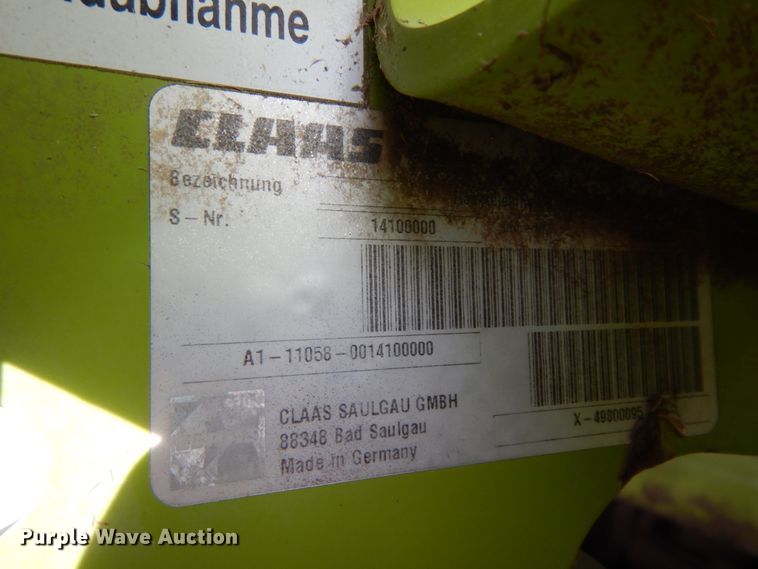 CLAAS
Bezeichnung
S-Nr. 14100000
A1-11058-0014100000
X-49800095
CLAAS SAULGAU GMBH
88348 Bad Saulgau
Made in Germany
Purple Wave Auction